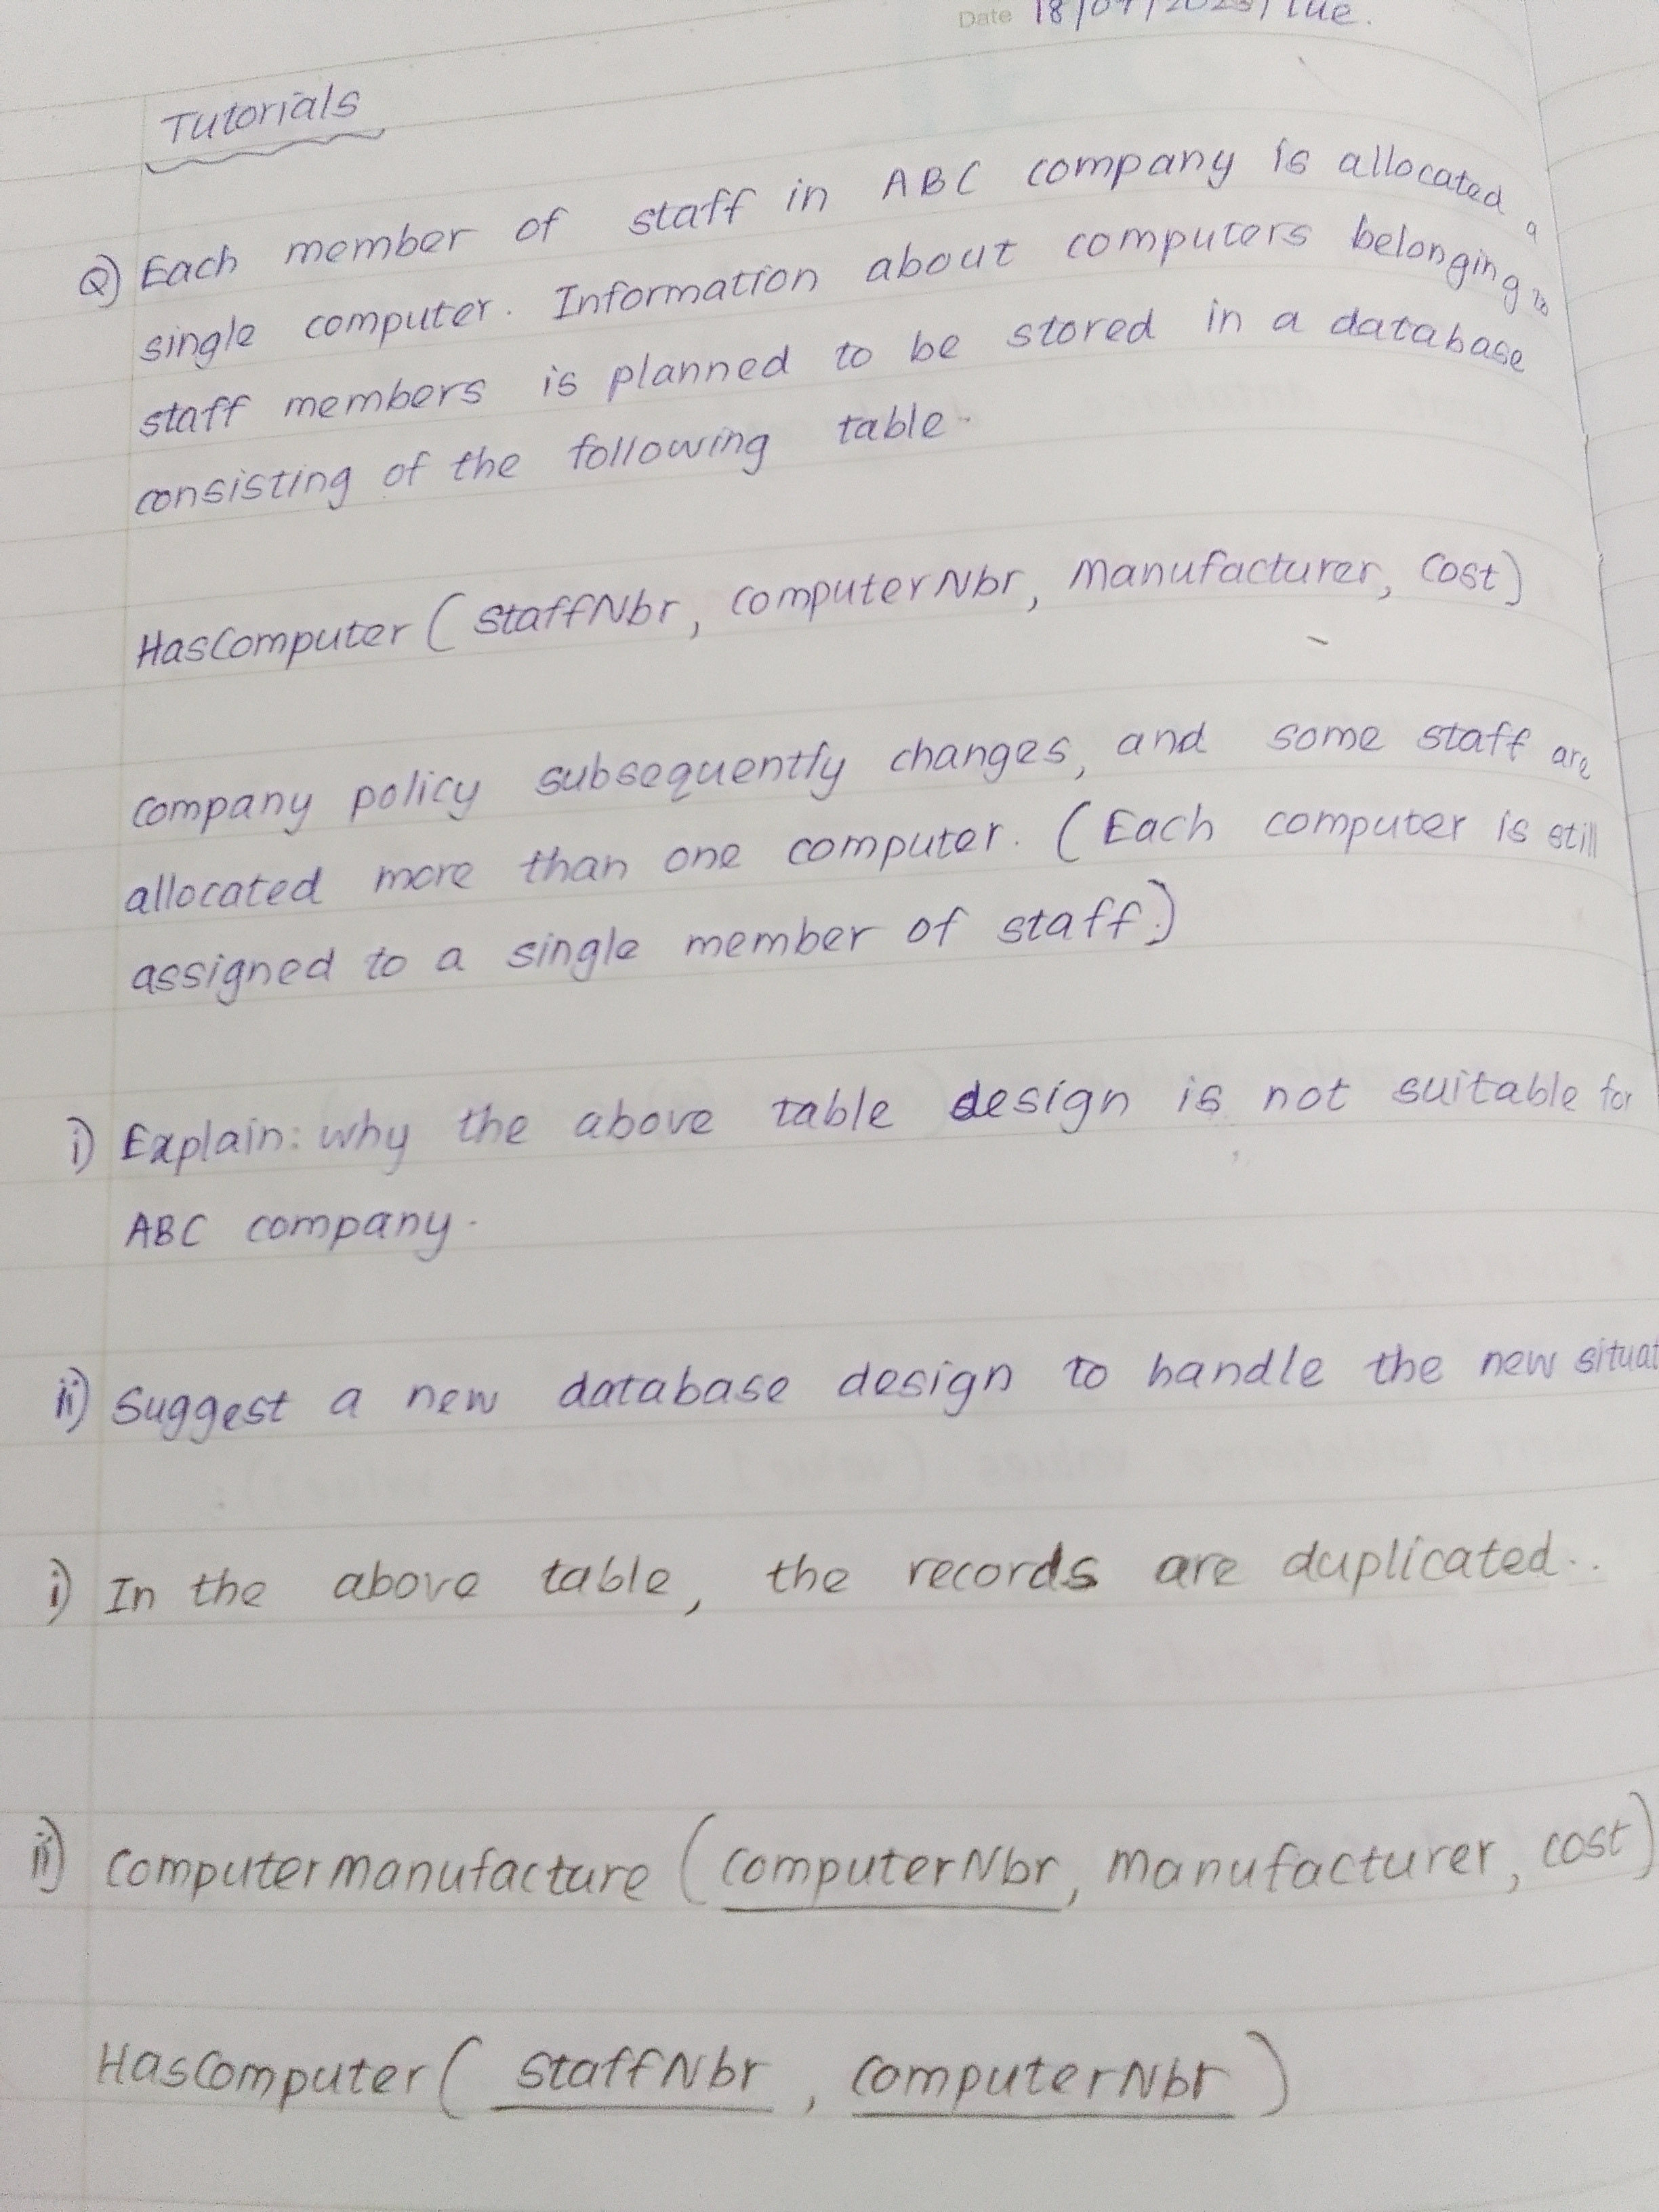 Date 18/07/2023/Tue.
Tutorials
Q) Each member of staff in ABC company is allocated a
single computer. Information about computers belonging to
staff members is planned to be stored in a database
consisting of the following table.
HasComputer ( StaffNbr, ComputerNbr, Manufacturer, Cost)
Company policy subsequently changes, and some staff are
allocated more than one computer. (Each computer is still
assigned to a single member of staff.)
i) Explain: why the above table design is not suitable for
ABC company.
ii) Suggest a new database design to handle the new situat
i) In the above table, the records are duplicated..
ii) Computermanufacture (ComputerNbr, Manufacturer, cost)
HasComputer ( StaffNbr, ComputerNbr )